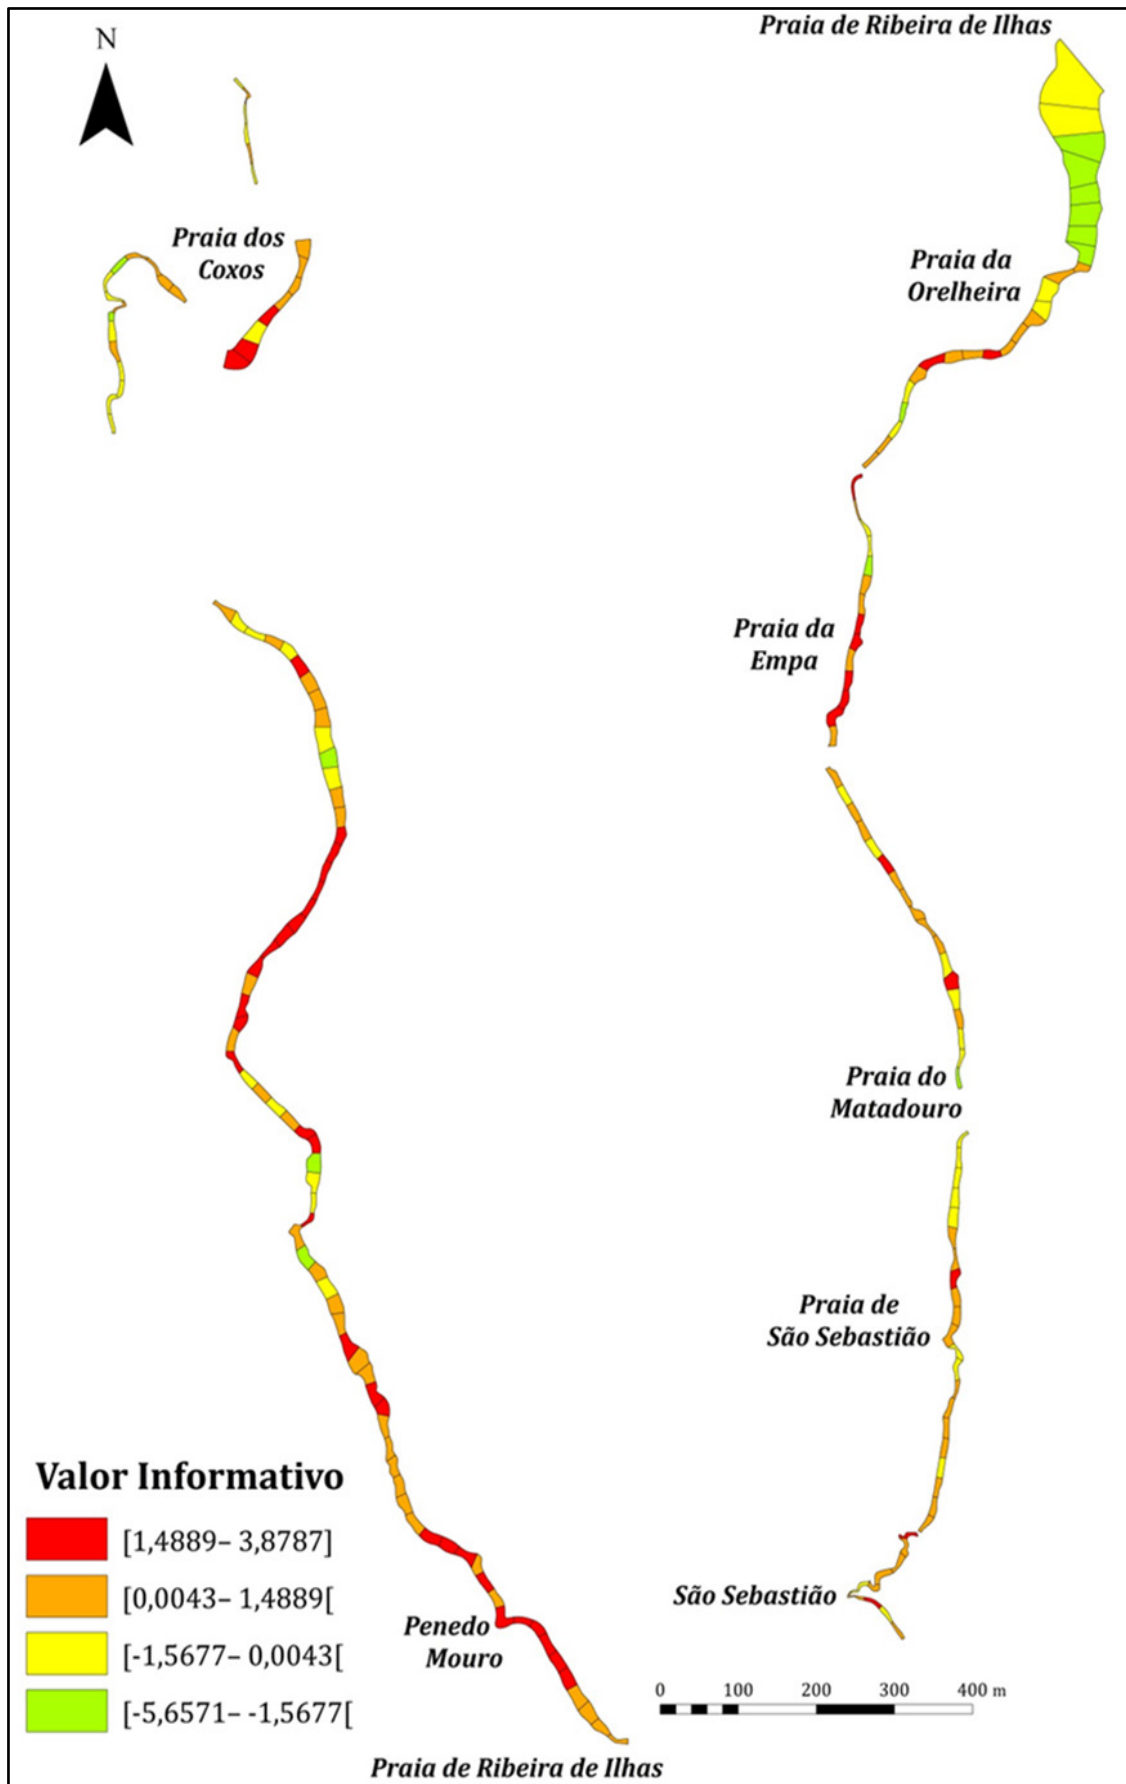 Praia de Ribeira de Ilhas
N
Praia dos
Coxos
Praia da
Orelheira
Praia da
Empa
Praia do
Matadouro
Praia de
São Sebastião
São Sebastião
Penedo
Mouro
Praia de Ribeira de Ilhas
Valor Informativo
[1,4889– 3,8787]
[0,0043– 1,4889[
[-1,5677– 0,0043[
[-5,6571– -1,5677[
0 100 200 300 400 m